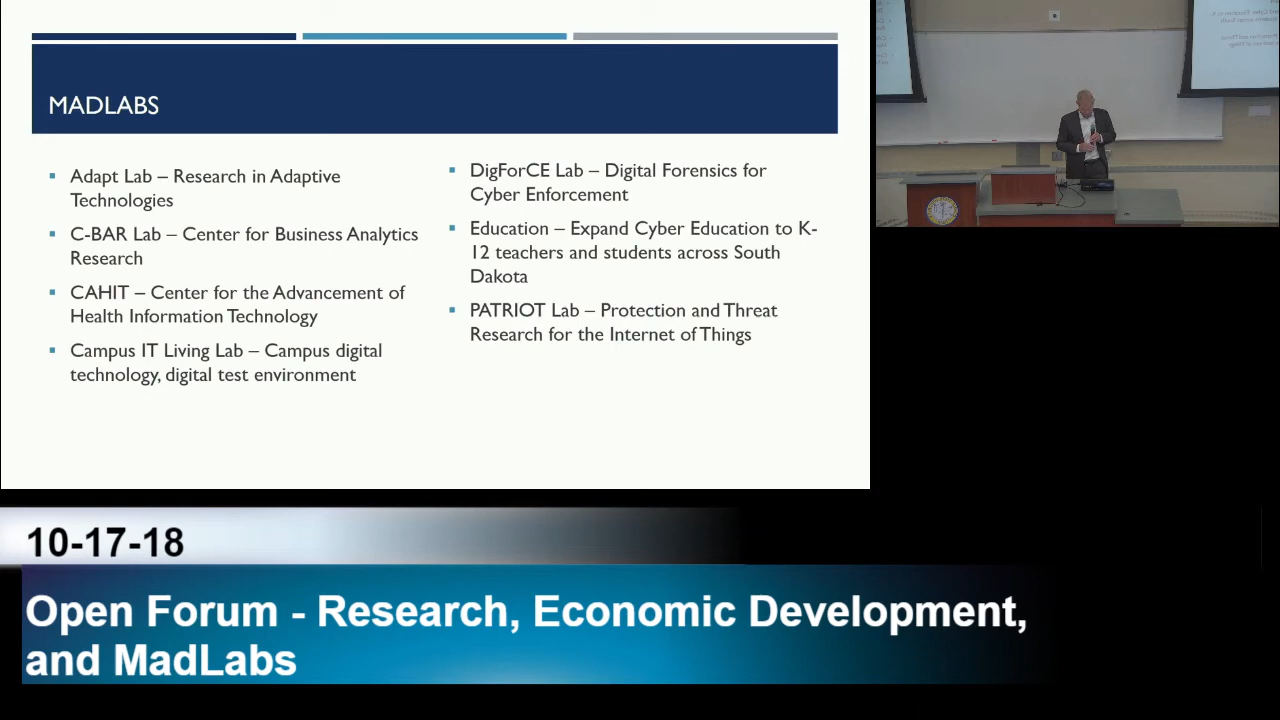 MADLABS
Adapt Lab – Research in Adaptive
Technologies
C-BAR Lab – Center for Business Analytics
Research
CAHIT – Center for the Advancement of
Health Information Technology
Campus IT Living Lab – Campus digital
technology, digital test environment
DigForCE Lab – Digital Forensics for
Cyber Enforcement
Education – Expand Cyber Education to K-
12 teachers and students across South
Dakota
PATRIOT Lab – Protection and Threat
Research for the Internet of Things
10-17-18
Open Forum - Research, Economic Development,
and MadLabs